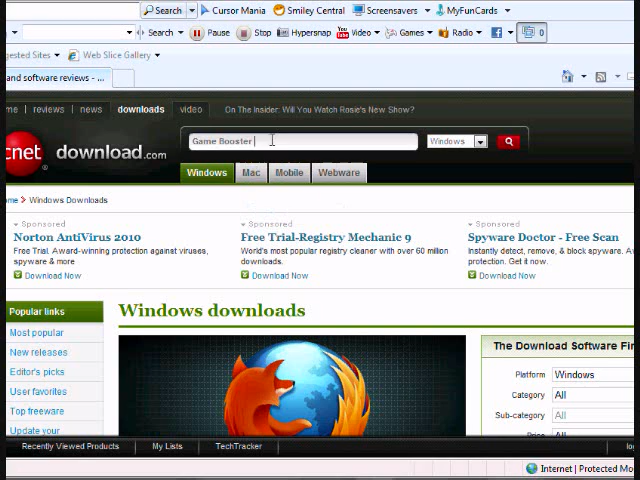 Search Cursor Mania Smiley Central Screensavers MyFunCards
Search Pause Stop Hypersnap Video Games Radio 0
gested Sites Web Slice Gallery
and software reviews - ...
me reviews news downloads video On The Insider: Will You Watch Rosie's New Show?
cnet download.com Game Booster Windows
Windows Mac Mobile Webware
me > Windows Downloads
Sponsored
Norton AntiVirus 2010
Free Trial. Award-winning protection against viruses,
spyware & more
Download Now
Sponsored
Free Trial-Registry Mechanic 9
World's most popular registry cleaner with over 60 million
downloads.
Download Now
Sponsored
Spyware Doctor - Free Scan
Instantly detect, remove, & block spyware. A
protection. Get it now.
Download Now
Popular links
Most popular
New releases
Editor's picks
User favorites
Top freeware
Update your
Windows downloads
The Download Software Fin
Platform Windows
Category All
Sub-category All
Price All
Recently Viewed Products My Lists TechTracker lo
Internet | Protected Mo